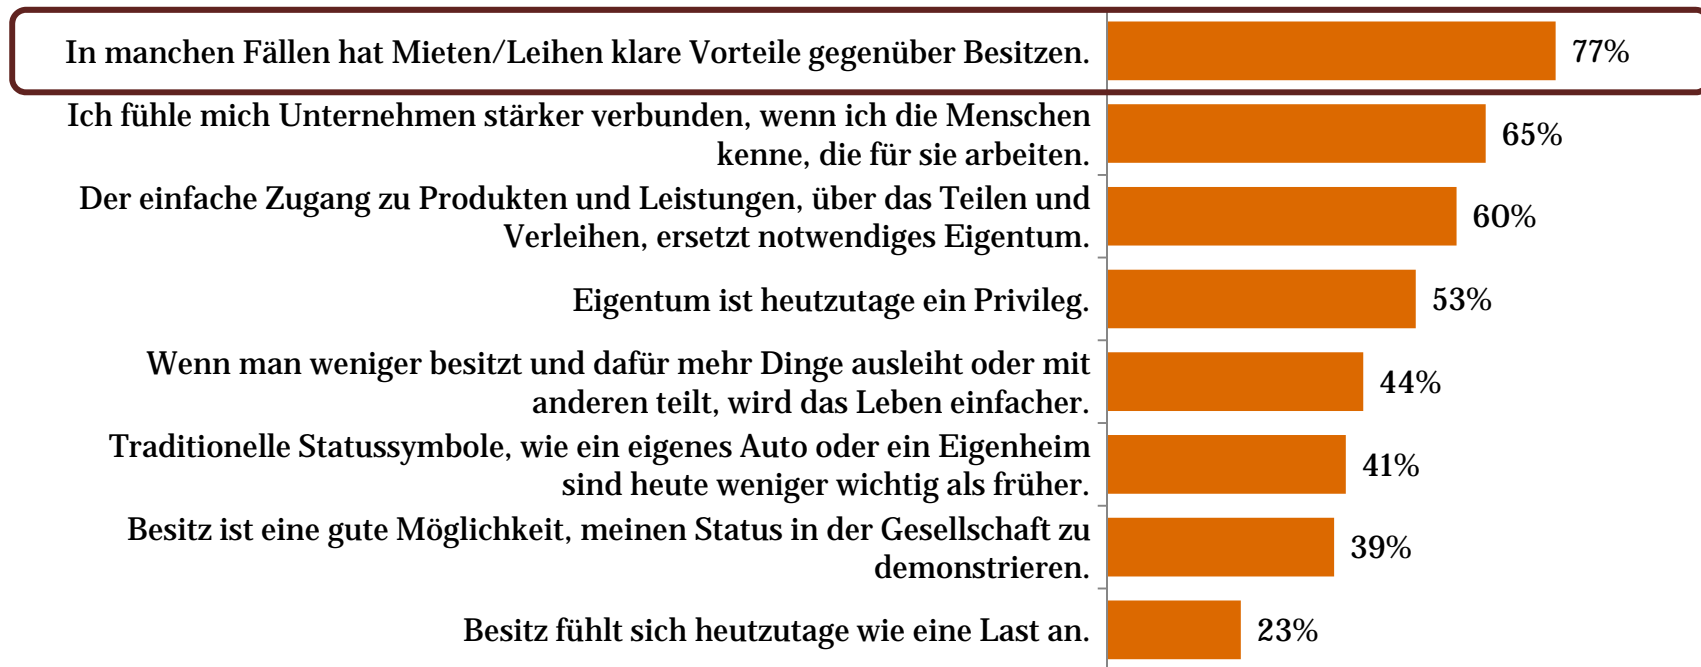 In manchen Fällen hat Mieten/Leihen klare Vorteile gegenüber Besitzen.
77%
Ich fühle mich Unternehmen stärker verbunden, wenn ich die Menschen
kenne, die für sie arbeiten.
65%
Der einfache Zugang zu Produkten und Leistungen, über das Teilen und
Verleihen, ersetzt notwendiges Eigentum.
60%
Eigentum ist heutzutage ein Privileg.
53%
Wenn man weniger besitzt und dafür mehr Dinge ausleiht oder mit
anderen teilt, wird das Leben einfacher.
44%
Traditionelle Statussymbole, wie ein eigenes Auto oder ein Eigenheim
sind heute weniger wichtig als früher.
41%
Besitz ist eine gute Möglichkeit, meinen Status in der Gesellschaft zu
demonstrieren.
39%
Besitz fühlt sich heutzutage wie eine Last an.
23%